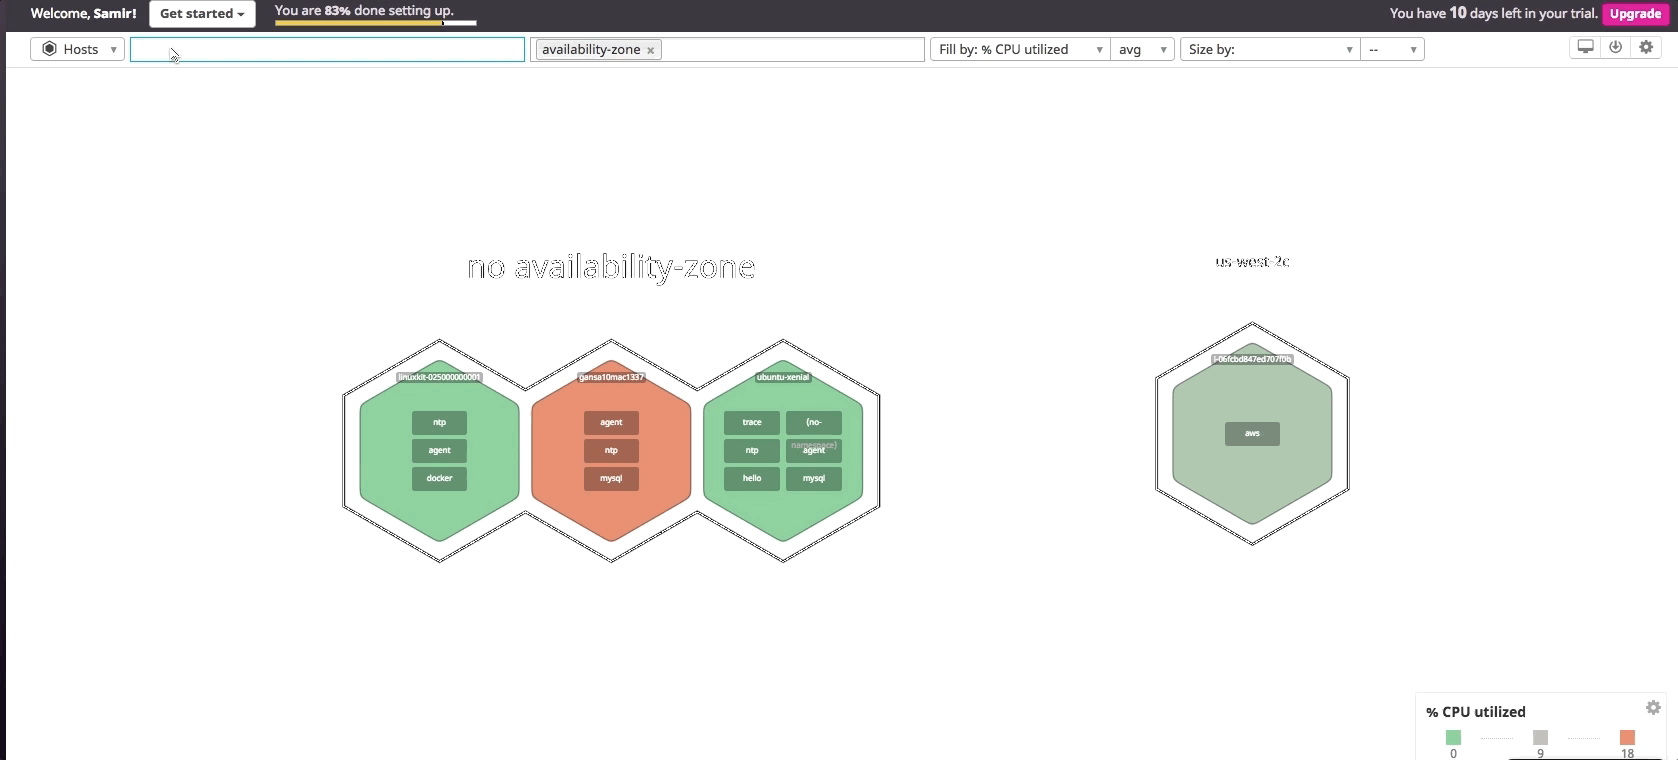 Welcome, Samir!
Get started
You are 83% done setting up.
You have 10 days left in your trial.
Upgrade
Hosts
availability-zone ×
Fill by: % CPU utilized
avg
Size by:
--
no availability-zone
us-west-2c
linuxkit-025000000001
gansa10mac1337
ubuntu-xenial
i-06fcbd847ed707f0b
ntp
agent
docker
agent
ntp
mysql
trace
(no-namespace)
ntp
agent
hello
mysql
aws
% CPU utilized
0
9
18